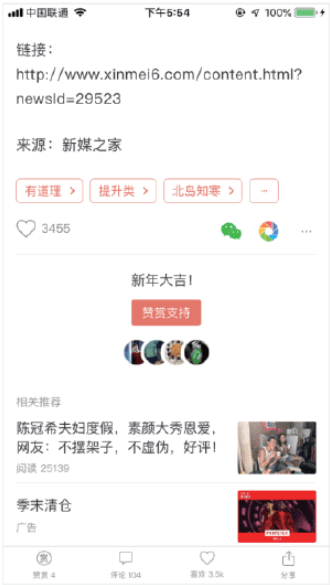 中国联通
下午5:54
100%
链接：
http://www.xinmei6.com/content.html?
newsId=29523
来源：新媒之家
有道理 >
提升类 >
北岛知寒 >
...
3455
...
新年大吉!
赞赏支持
相关推荐
陈冠希夫妇度假，素颜大秀恩爱，
网友：不摆架子，不虚伪，好评!
阅读 25139
季末清仓
广告
赏
赞赏 4
评论 104
喜欢 3.5k
分享